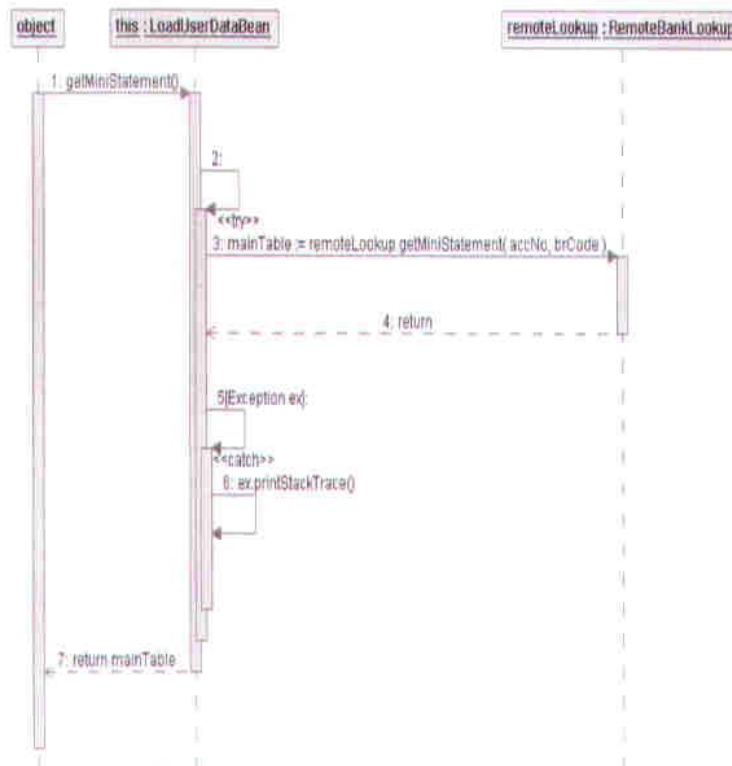 object
this : LoadUserDataBean
remoteLookup : RemoteBankLookup
1: getMiniStatement()
2:
<<try>>
3: mainTable := remoteLookup.getMiniStatement( accNo, brCode )
4: return
5[Exception ex]:
<<catch>>
6: ex.printStackTrace()
7: return mainTable